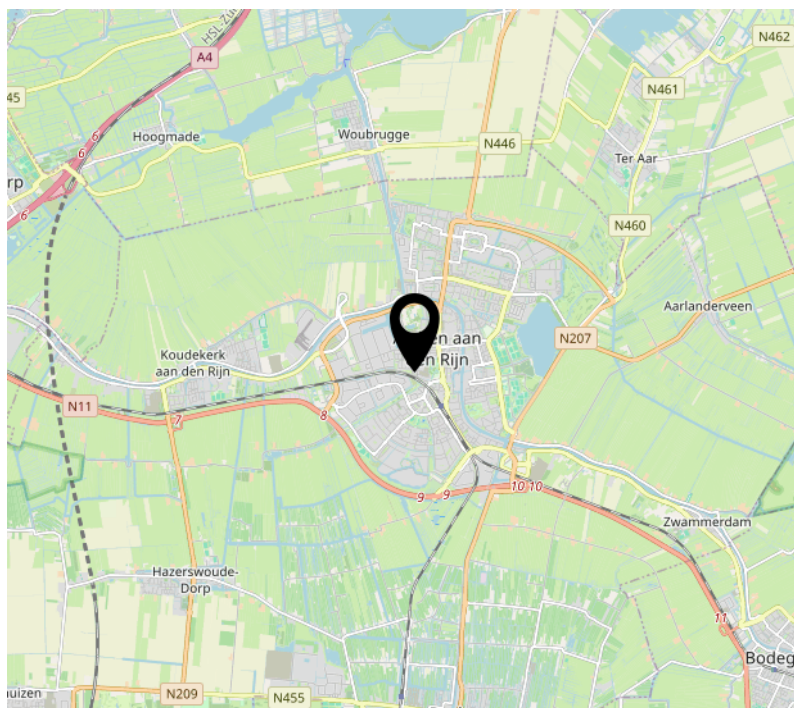 N462
HSL-Zui
A4
45
N461
6
Hoogmade
Woubrugge
N446
6
Ter Aar
rp
6
N460
Aarlanderveen
N207
en aan
en Rijn
Koudekerk
aan den Rijn
N11
7
8
9
9
10
10
Zwammerdam
Hazerswoude-
Dorp
11
Bodeg
uizen
N209
N455